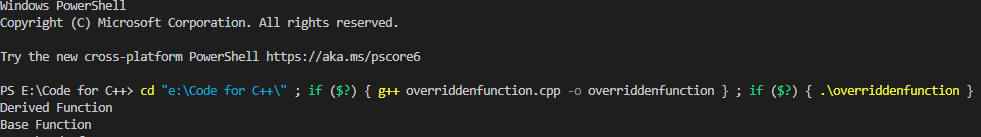 Windows PowerShell
Copyright (C) Microsoft Corporation. All rights reserved.
Try the new cross-platform PowerShell https://aka.ms/pscore6
PS E:\Code for C++> cd "e:\Code for C++\" ; if ($?) { g++ overriddenfunction.cpp -o overriddenfunction } ; if ($?) { .\overriddenfunction }
Derived Function
Base Function